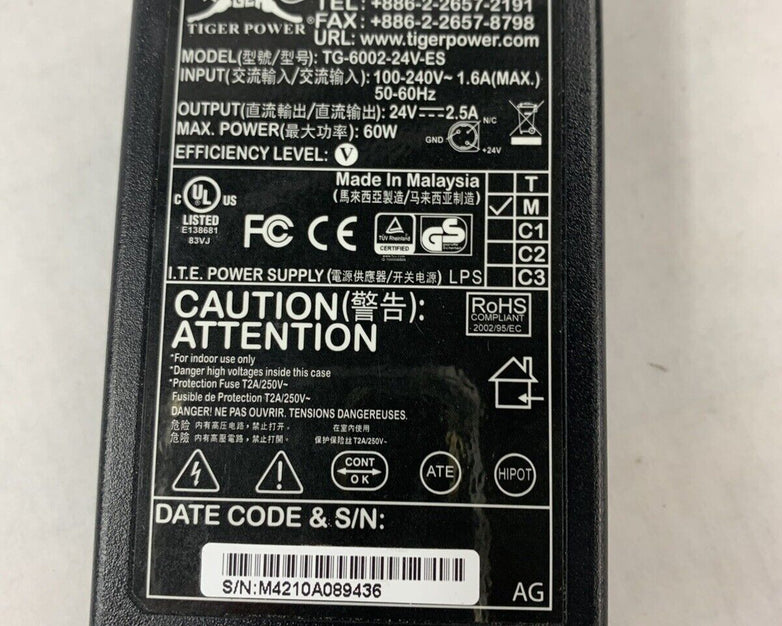 TIGER POWER®
TEL: +886-2-2657-2191
FAX: +886-2-2657-8798
URL: www.tigerpower.com
MODEL(型號/型号): TG-6002-24V-ES
INPUT(交流輸入/交流输入): 100-240V~ 1.6A(MAX.)
50-60Hz
OUTPUT(直流輸出/直流输出): 24V⎓2.5A
MAX. POWER(最大功率): 60W
N/C
GND
+24V
EFFICIENCY LEVEL: V
Made In Malaysia
(馬來西亞製造/马来西亚制造)
C UL US
LISTED
E138681
83VJ
FC CE
TÜV Rheinland
CERTIFIED
GS
T
✓ M
C1
C2
C3
I.T.E. POWER SUPPLY (電源供應器/开关电源) LPS
CAUTION(警告):
ATTENTION
RoHS
COMPLIANT
2002/95/EC
*For indoor use only
*Danger high voltages inside this case
*Protection Fuse T2A/250V~
Fusible de Protection T2A/250V~
DANGER! NE PAS OUVRIR. TENSIONS DANGEREUSES.
危险 内有高压电路，禁止打开。 在室内使用
危險 內有高壓電路，禁止打開。 保护保险丝 T2A/250V~
CONT
OK
ATE
HIPOT
DATE CODE & S/N:
S/N:M4210A089436
AG